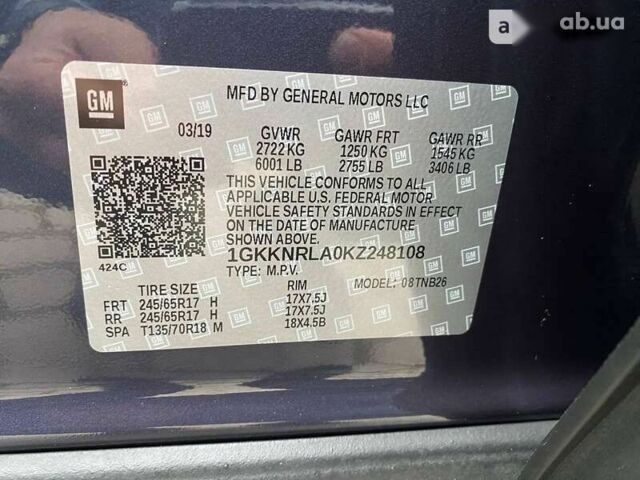 a ab.ua
GM
MFD BY GENERAL MOTORS LLC
03/19 GVWR GAWR FRT GAWR RR
2722 KG 1250 KG 1545 KG
6001 LB 2755 LB 3406 LB
THIS VEHICLE CONFORMS TO ALL
APPLICABLE U.S. FEDERAL MOTOR
VEHICLE SAFETY STANDARDS IN EFFECT
ON THE DATE OF MANUFACTURE
SHOWN ABOVE.
424C 1GKKNRLA0KZ248108
TYPE: M.P.V. MODEL: 08TNB26
TIRE SIZE RIM
FRT 245/65R17 H 17X7.5J
RR 245/65R17 H 17X7.5J
SPA T135/70R18 M 18X4.5B